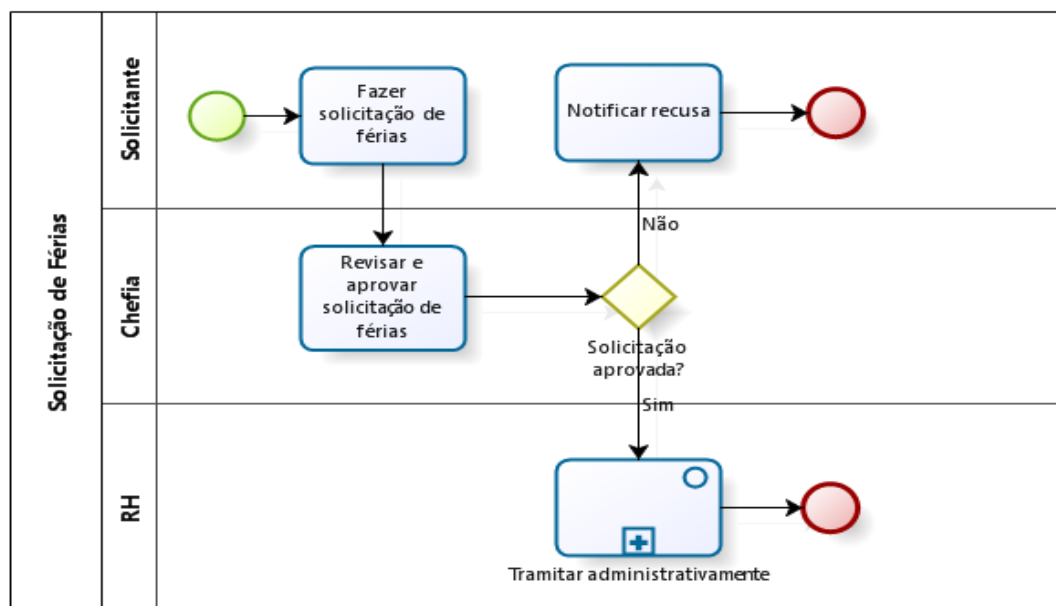 Solicitação de Férias
Solicitante
Fazer
solicitação de
férias
Notificar recusa
Não
Chefia
Revisar e
aprovar
solicitação de
férias
Solicitação
aprovada?
Sim
RH
Tramitar administrativamente